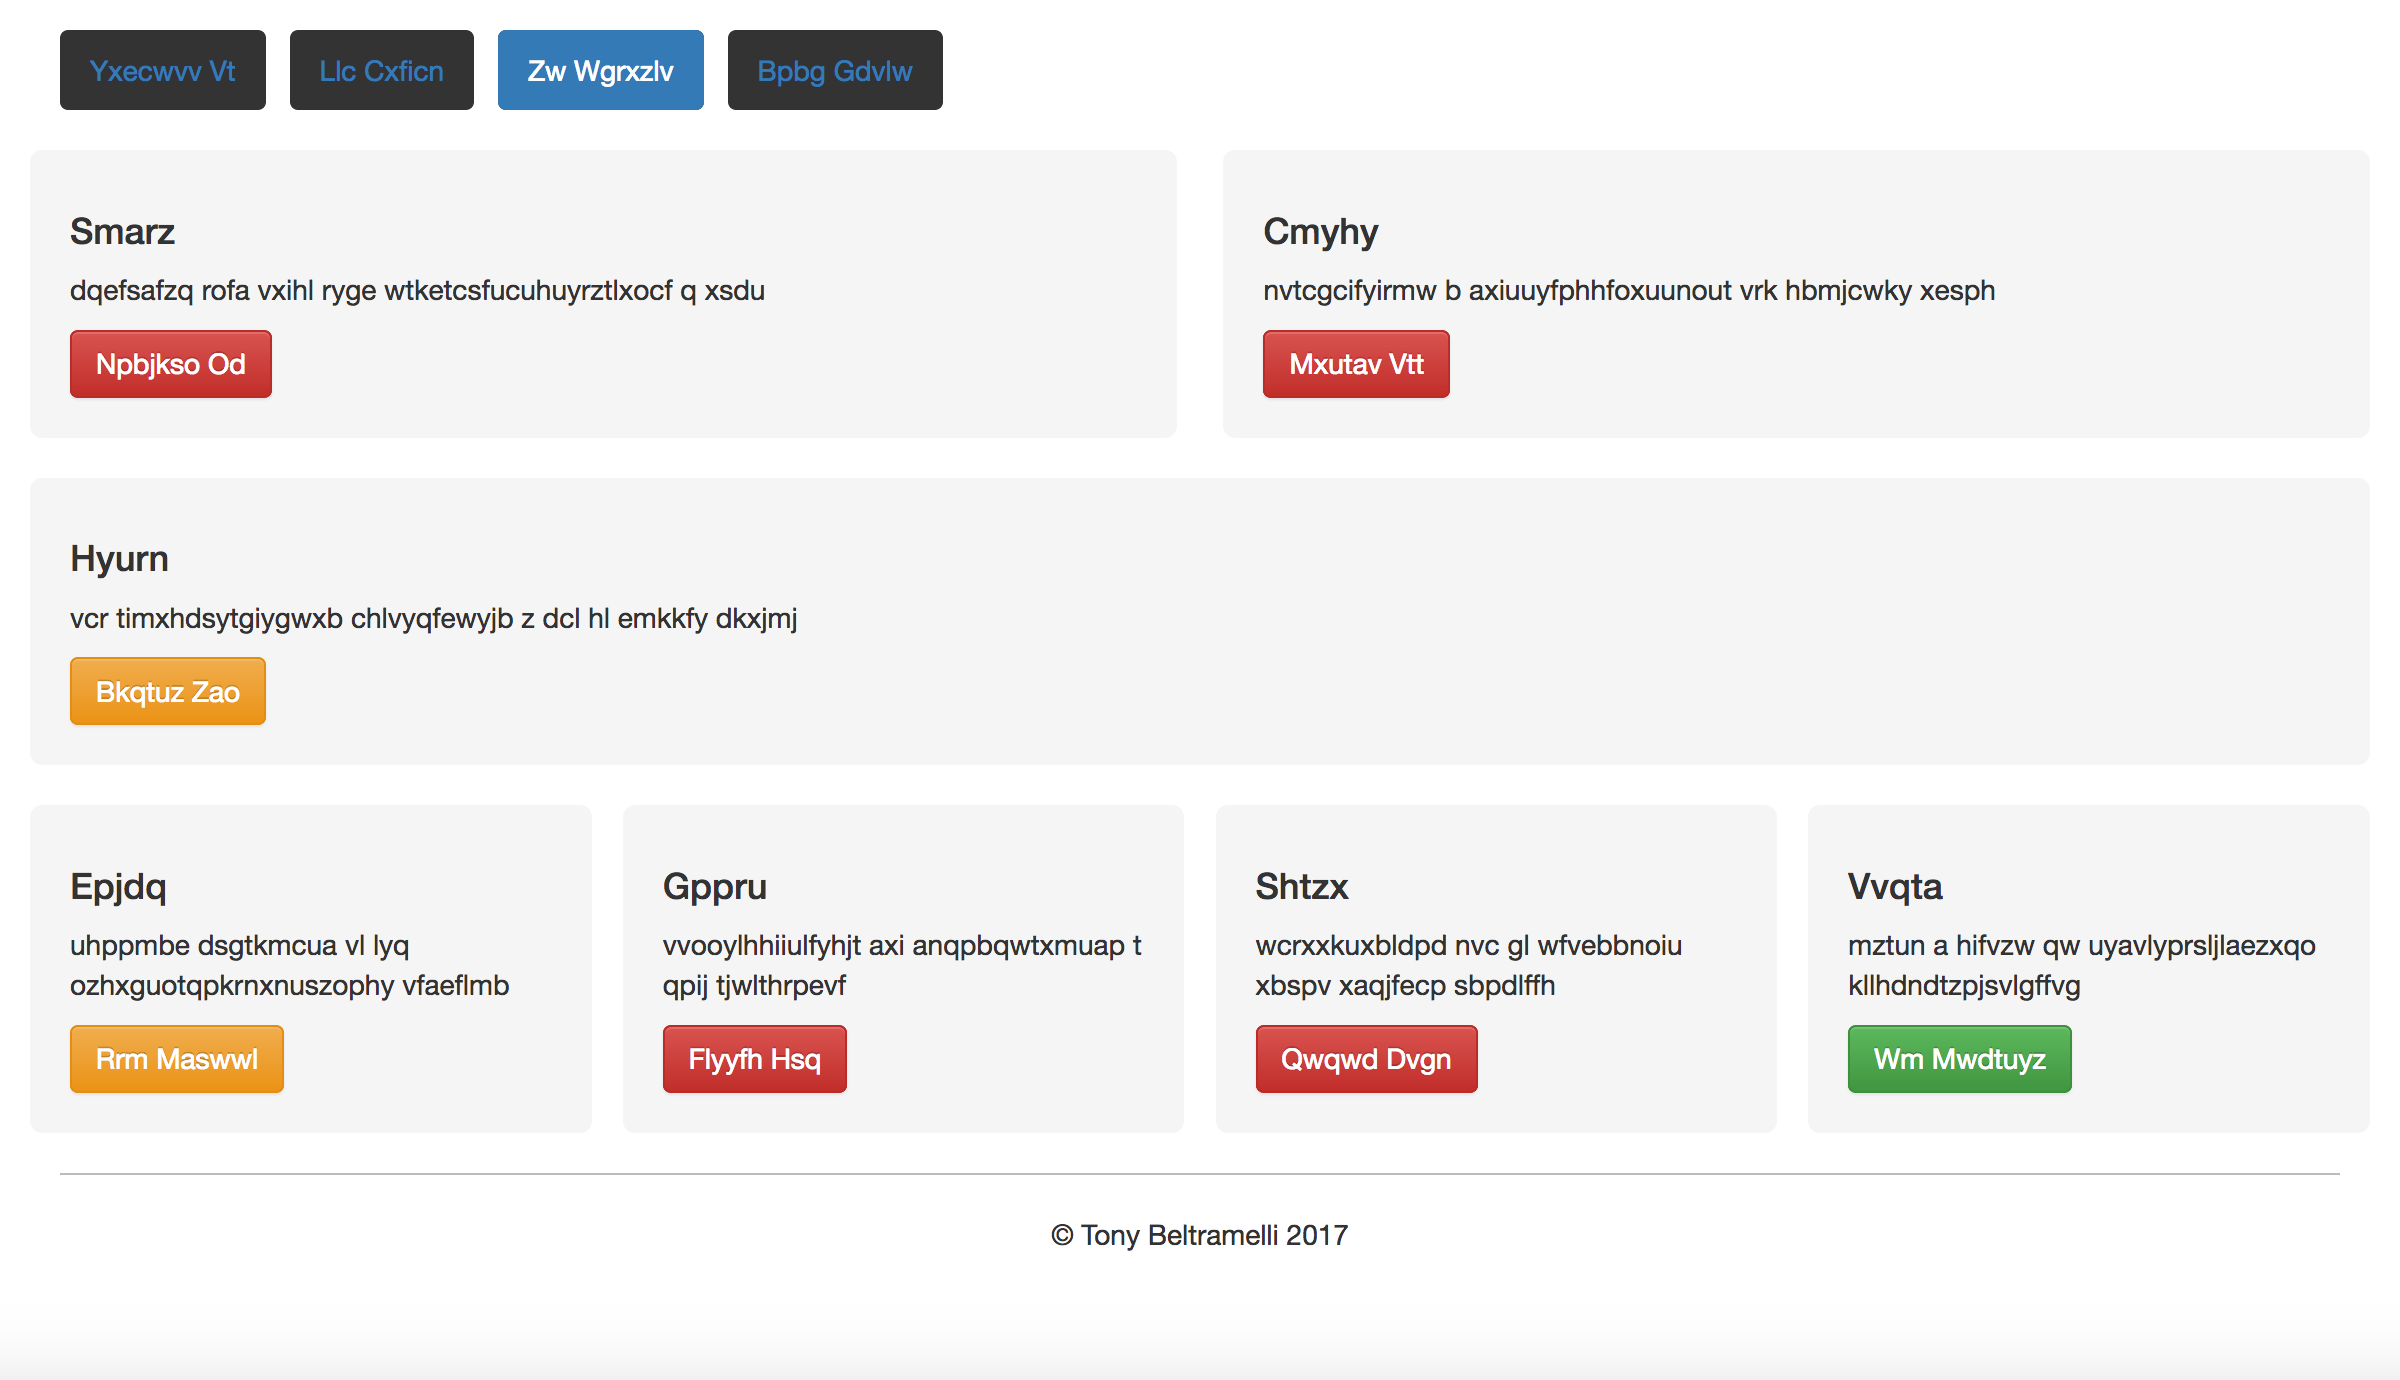 Yxecwvv Vt
Llc Cxficn
Zw Wgrxzlv
Bpbg Gdvlw
Smarz
dqefsafzq rofa vxihl ryge wtketcsfucuhuyrztlxocf q xsdu
Npbjkso Od
Cmyhy
nvtcgcifyirmw b axiuuyfphhfoxuunout vrk hbmjcwky xesph
Mxutav Vtt
Hyurn
vcr timxhdsytgiygwxb chlvyqfewyjb z dcl hl emkkfy dkxjmj
Bkqtuz Zao
Epjdq
uhppmbe dsgtkmcua vl lyq
ozhxguotqpkrnxnuszophy vfaeflmb
Rrm Maswwl
Gppru
vvooylhhiiulfyhjt axi anqpbqwtxmuap t
qpij tjwlthrpevf
Flyyfh Hsq
Shtzx
wcrxxkuxbldpd nvc gl wfvebbnoiu
xbspv xaqjfecp sbpdlffh
Qwqwd Dvgn
Vvqta
mztun a hifvzw qw uyavlyprsljlaezxqo
kllhdndtzpjsvlgffvg
Wm Mwdtuyz
© Tony Beltramelli 2017